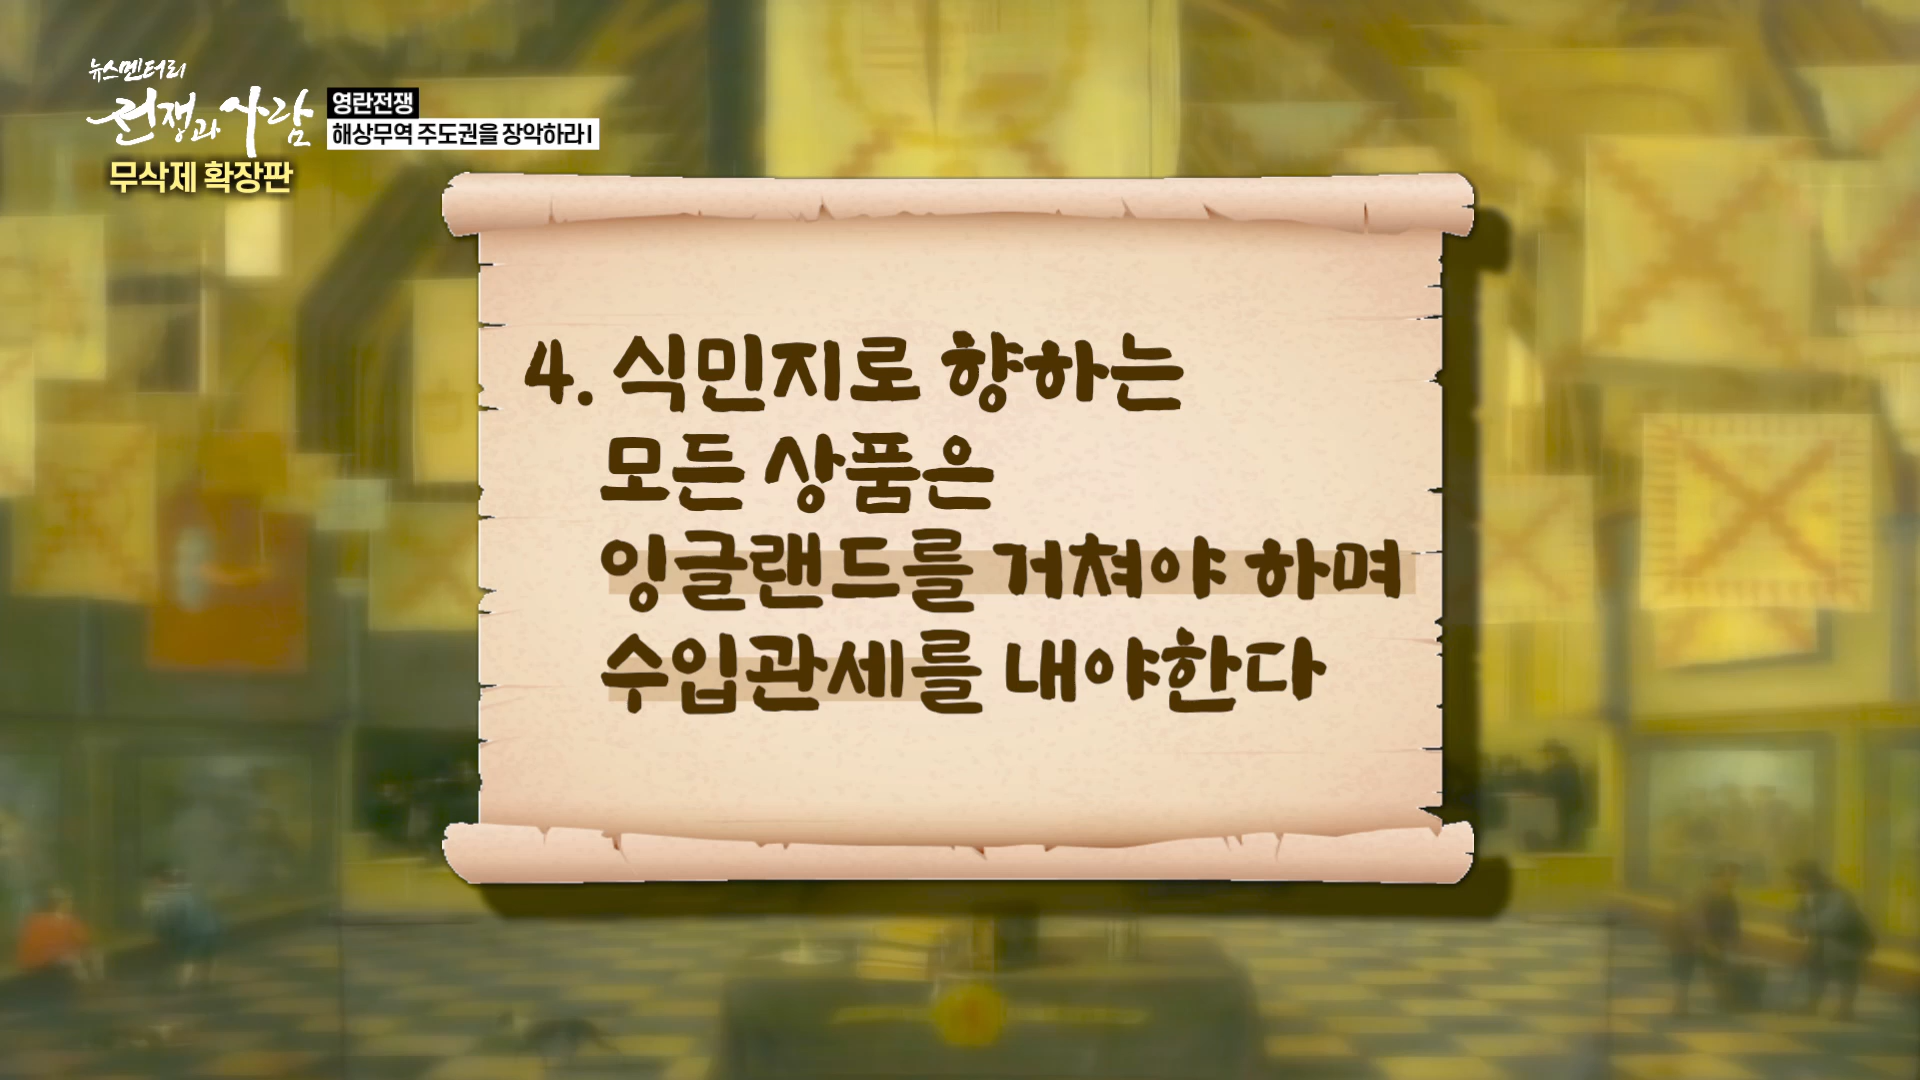 뉴스멘터리
전쟁과 사람
무삭제 확장판
영란전쟁
해상무역 주도권을 장악하라 I
4. 식민지로 향하는
모든 상품은
잉글랜드를 거쳐야 하며
수입관세를 내야한다